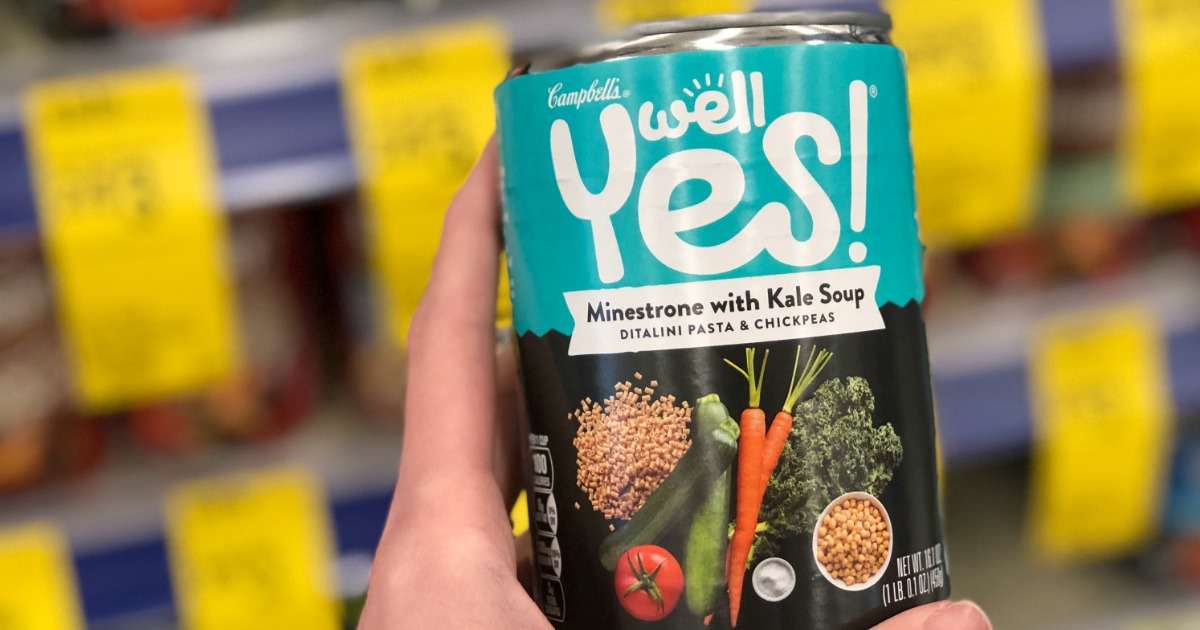 Campbell's®
well
Yes!®
Minestrone with Kale Soup
DITALINI PASTA & CHICKPEAS
CUP
100
NET WT. 16.1 OZ.
(1 LB. 0.1 OZ.) (456g)